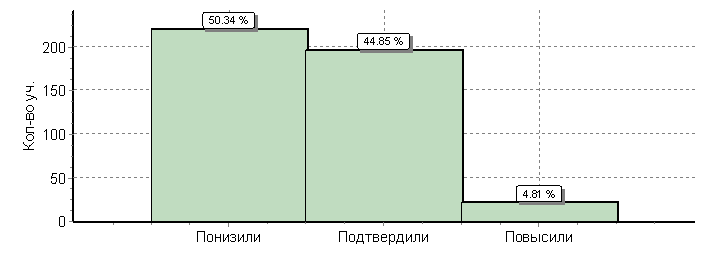 50.34 %
44.85 %
4.81 %
Кол-во уч.
200
150
100
50
0
Понизили
Подтвердили
Повысили